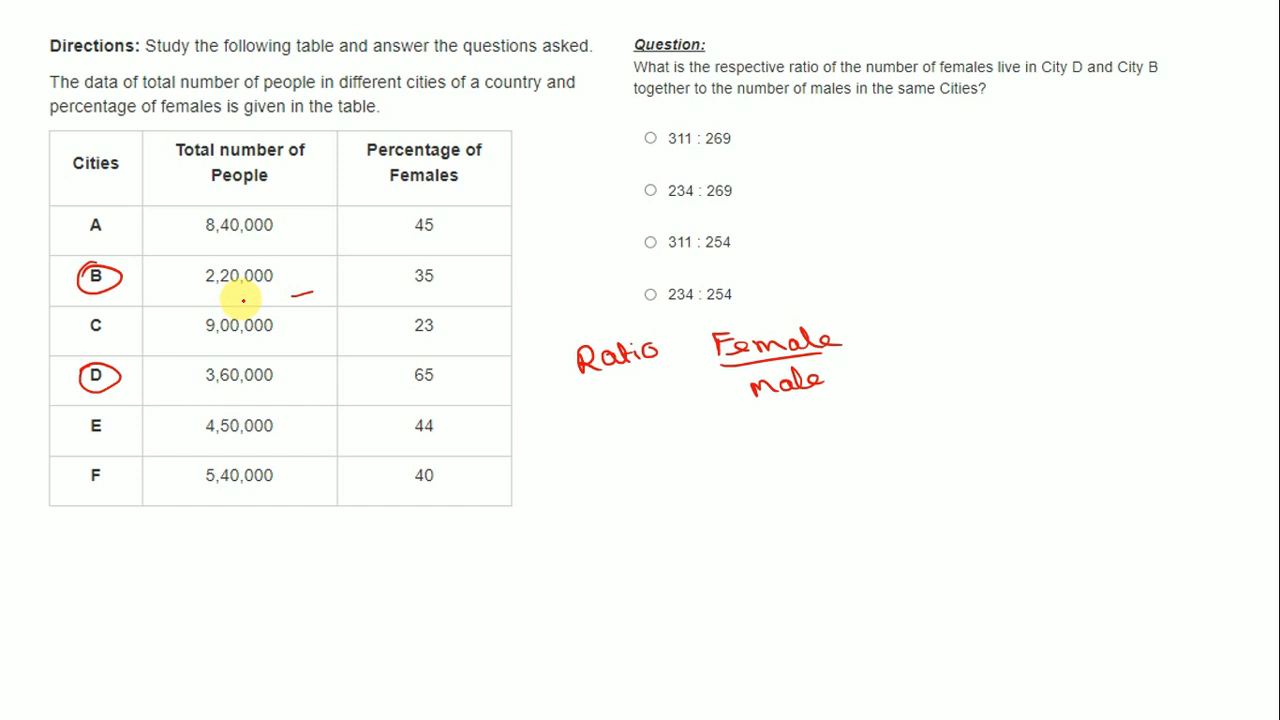 Directions: Study the following table and answer the questions asked.
The data of total number of people in different cities of a country and
percentage of females is given in the table.
Cities Total number of People Percentage of Females
A 8,40,000 45
B 2,20,000 35
C 9,00,000 23
D 3,60,000 65
E 4,50,000 44
F 5,40,000 40
Question:
What is the respective ratio of the number of females live in City D and City B
together to the number of males in the same Cities?
311 : 269
234 : 269
311 : 254
234 : 254
Ratio Female
male